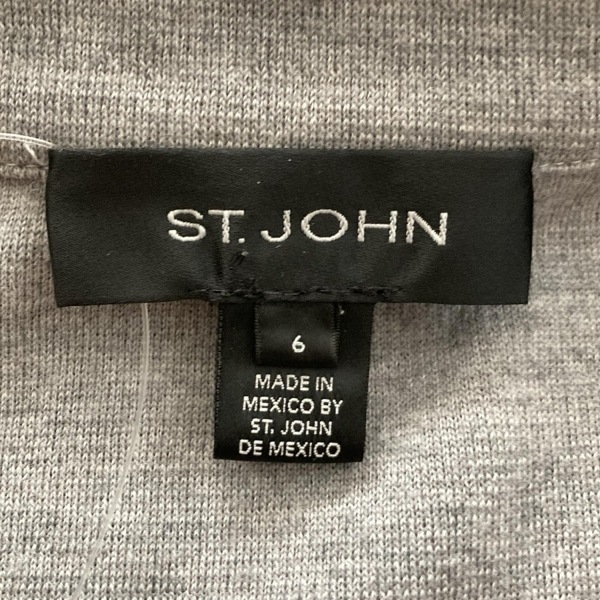 ST. JOHN
6
MADE IN
MEXICO BY
ST. JOHN
DE MEXICO